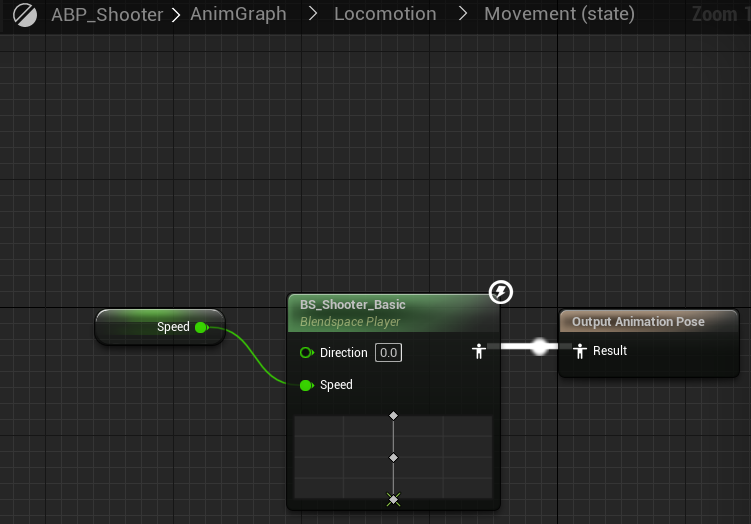 ABP_Shooter > AnimGraph > Locomotion > Movement (state) Zoom 1
BS_Shooter_Basic
Blendspace Player
Output Animation Pose
Speed
Direction 0.0
Result
Speed